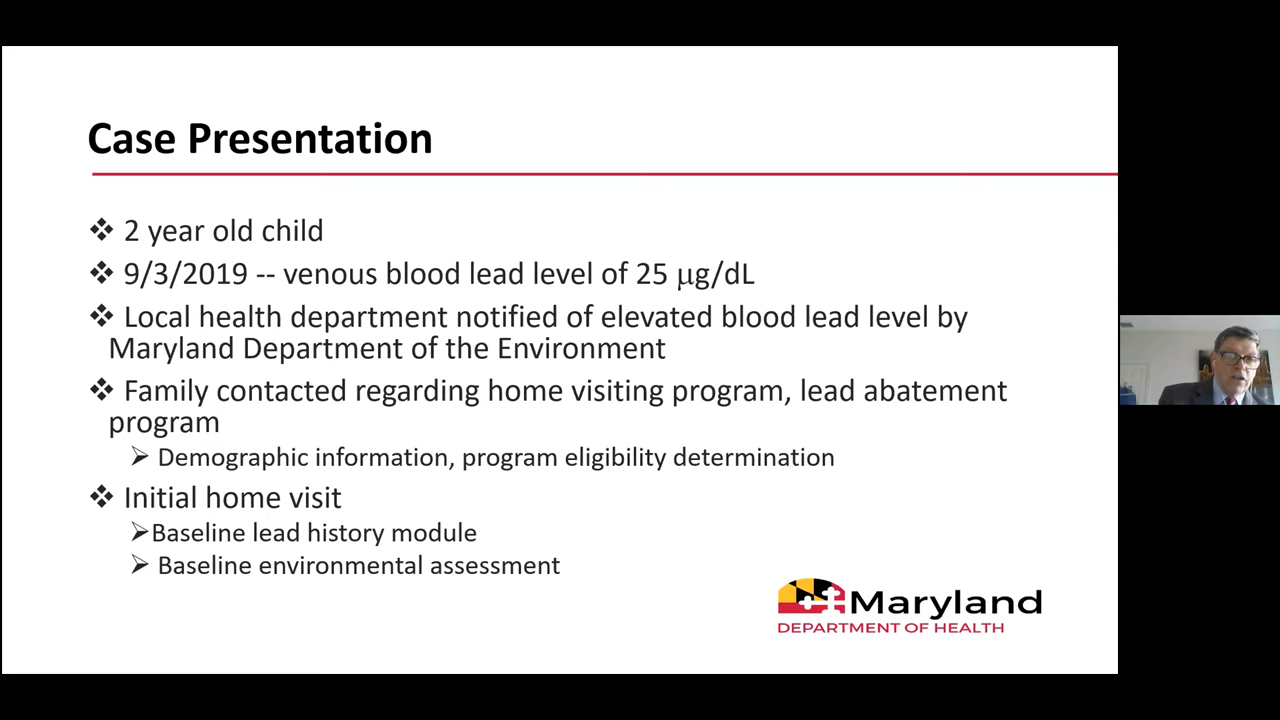 Case Presentation
❖ 2 year old child
❖ 9/3/2019 -- venous blood lead level of 25 μg/dL
❖ Local health department notified of elevated blood lead level by
Maryland Department of the Environment
❖ Family contacted regarding home visiting program, lead abatement
program
➢ Demographic information, program eligibility determination
❖ Initial home visit
➢Baseline lead history module
➢ Baseline environmental assessment
Maryland
DEPARTMENT OF HEALTH